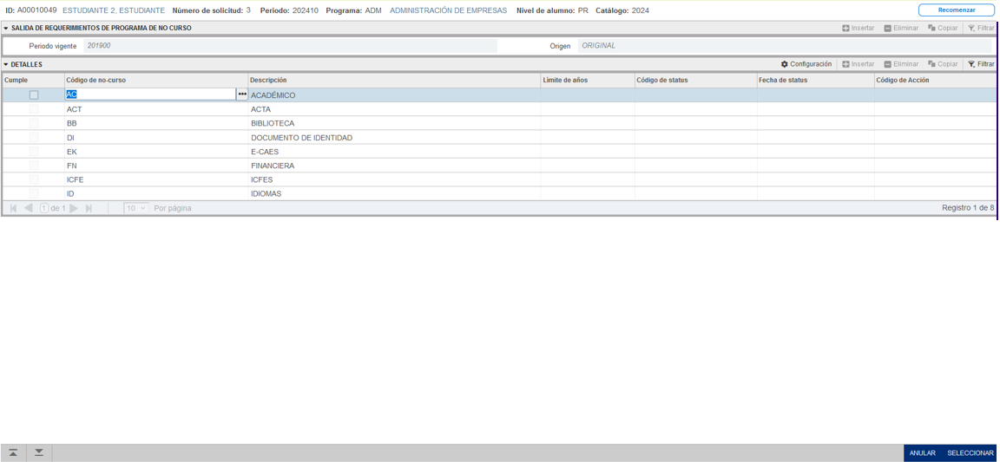 ID: A00010049 ESTUDIANTE 2, ESTUDIANTE Número de solicitud: 3 Periodo: 202410 Programa: ADM ADMINISTRACIÓN DE EMPRESAS Nivel de alumno: PR Catálogo: 2024 Recomenzar
SALIDA DE REQUERIMIENTOS DE PROGRAMA DE NO CURSO Insertar Eliminar Copiar Filtrar
Periodo vigente 201900 Origen ORIGINAL
DETALLES Configuración Insertar Eliminar Copiar Filtrar
Cumple Código de no-curso Descripción Límite de años Código de status Fecha de status Código de Acción
AC ••• ACADÉMICO
ACT ACTA
BB BIBLIOTECA
DI DOCUMENTO DE IDENTIDAD
EK E-CAES
FN FINANCIERA
ICFE ICFES
ID IDIOMAS
1 de 1 10 Por página Registro 1 de 8
ANULAR SELECCIONAR